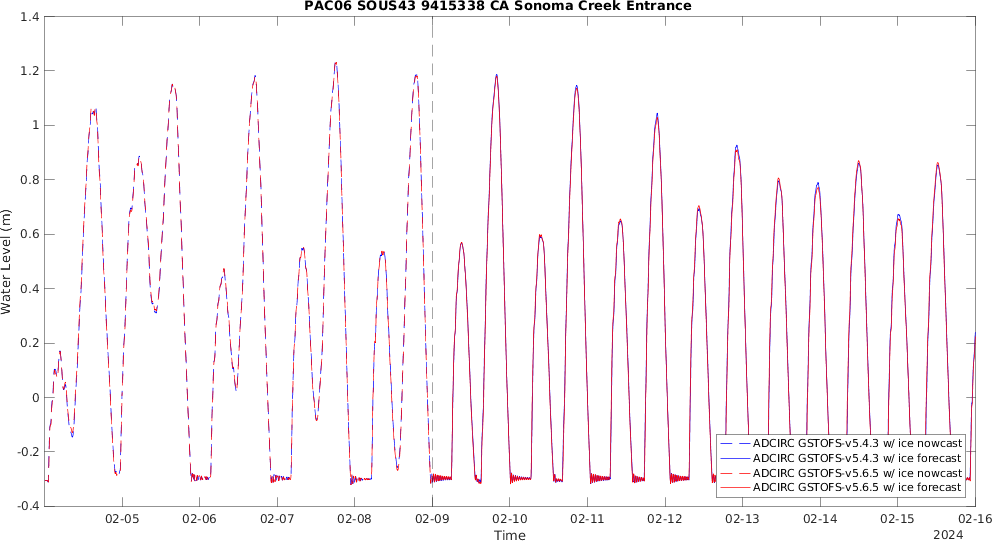 PAC06 SOUS43 9415338 CA Sonoma Creek Entrance
1.4
1.2
1
0.8
0.6
0.4
0.2
0
-0.2
-0.4
Water Level (m)
ADCIRC GSTOFS-v5.4.3 w/ ice nowcast
ADCIRC GSTOFS-v5.4.3 w/ ice forecast
ADCIRC GSTOFS-v5.6.5 w/ ice nowcast
ADCIRC GSTOFS-v5.6.5 w/ ice forecast
02-05 02-06 02-07 02-08 02-09 02-10 02-11 02-12 02-13 02-14 02-15 02-16
Time
2024